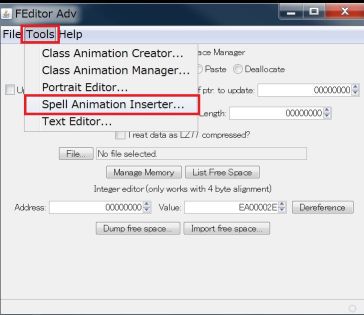 FEditor Adv
File Tools Help
Class Animation Creator...
Class Animation Manager...
Portrait Editor...
Spell Animation Inserter...
Text Editor...
ace Manager
Paste Deallocate
ptr. to update: 00000000
Length: 00000000
Treat data as LZ77 compressed?
File... No file selected.
Manage Memory List Free Space
Integer editor (only works with 4 byte alignment)
Address: 00000000 Value: EA00002E Dereference
Dump free space... Import free space...